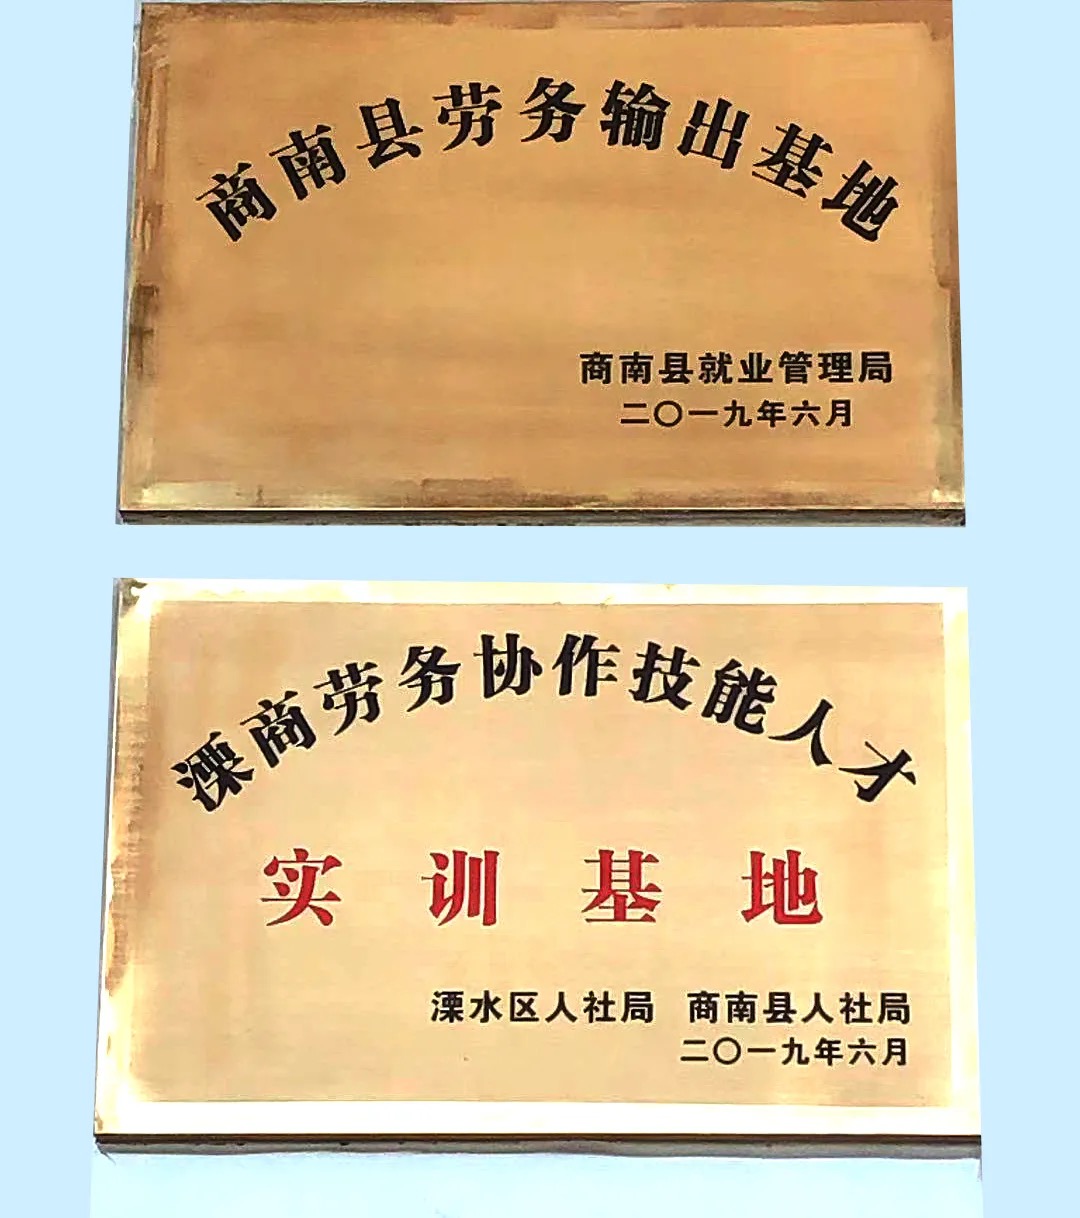 商南县劳务输出基地
商南县就业管理局
二〇一九年六月
溧商劳务协作技能人才
实训基地
溧水区人社局 商南县人社局
二〇一九年六月